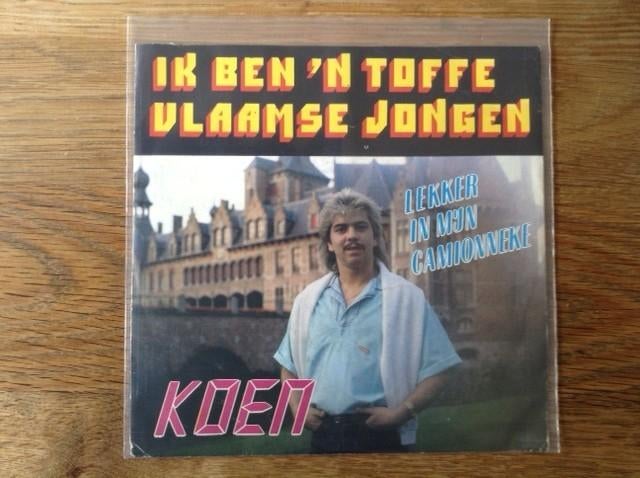 IK BEN 'N TOFFE
VLAAMSE JONGEN
LEKKER
IN MIJN
CAMIONNEKE
KOEN